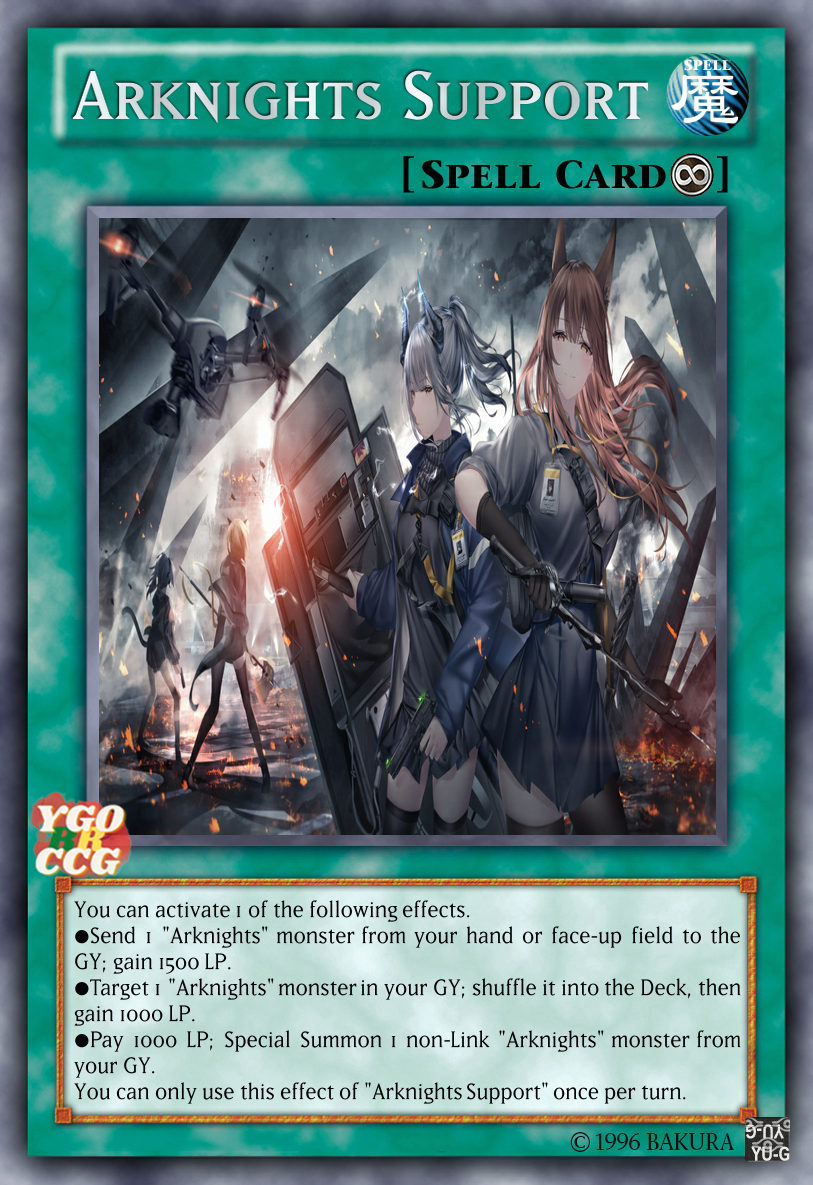 ARKNIGHTS SUPPORT
SPELL
魔
[SPELL CARD∞]
YGO
BR
CCG
You can activate 1 of the following effects.
●Send 1 "Arknights" monster from your hand or face-up field to the
GY; gain 1500 LP.
●Target 1 "Arknights" monster in your GY; shuffle it into the Deck, then
gain 1000 LP.
●Pay 1000 LP; Special Summon 1 non-Link "Arknights" monster from
your GY.
You can only use this effect of "Arknights Support" once per turn.
© 1996 BAKURA
YU-G
YU-G